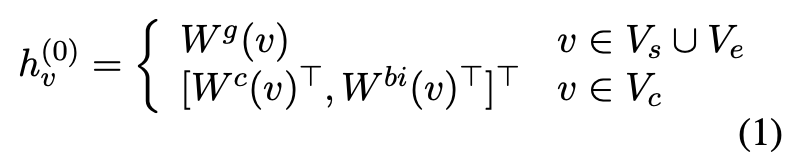 h_v^{(0)} = { W^g(v) v ∈ V_s ∪ V_e
[W^c(v)^⊤, W^{bi}(v)^⊤]^⊤ v ∈ V_c
(1)